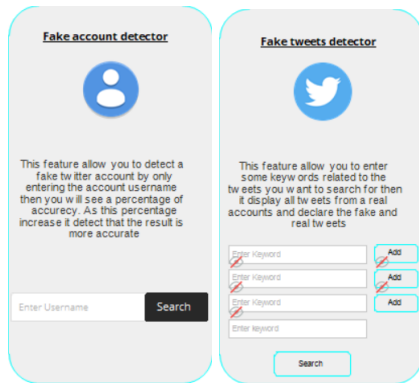 Fake account detector
This feature allow you to detect a
fake twitter account by only
entering the account username
then you will see a percentage of
accurecy. As this percentage
increase it detect that the result is
more accurate
Enter Username
Search
Fake tweets detector
This feature allow you to enter
some keywords related to the
tweets you want to search for then
it display all tweets from a real
accounts and declare the fake and
real tweets
Enter Keyword
Add
Enter Keyword
Add
Enter Keyword
Add
Enter keyword
Search